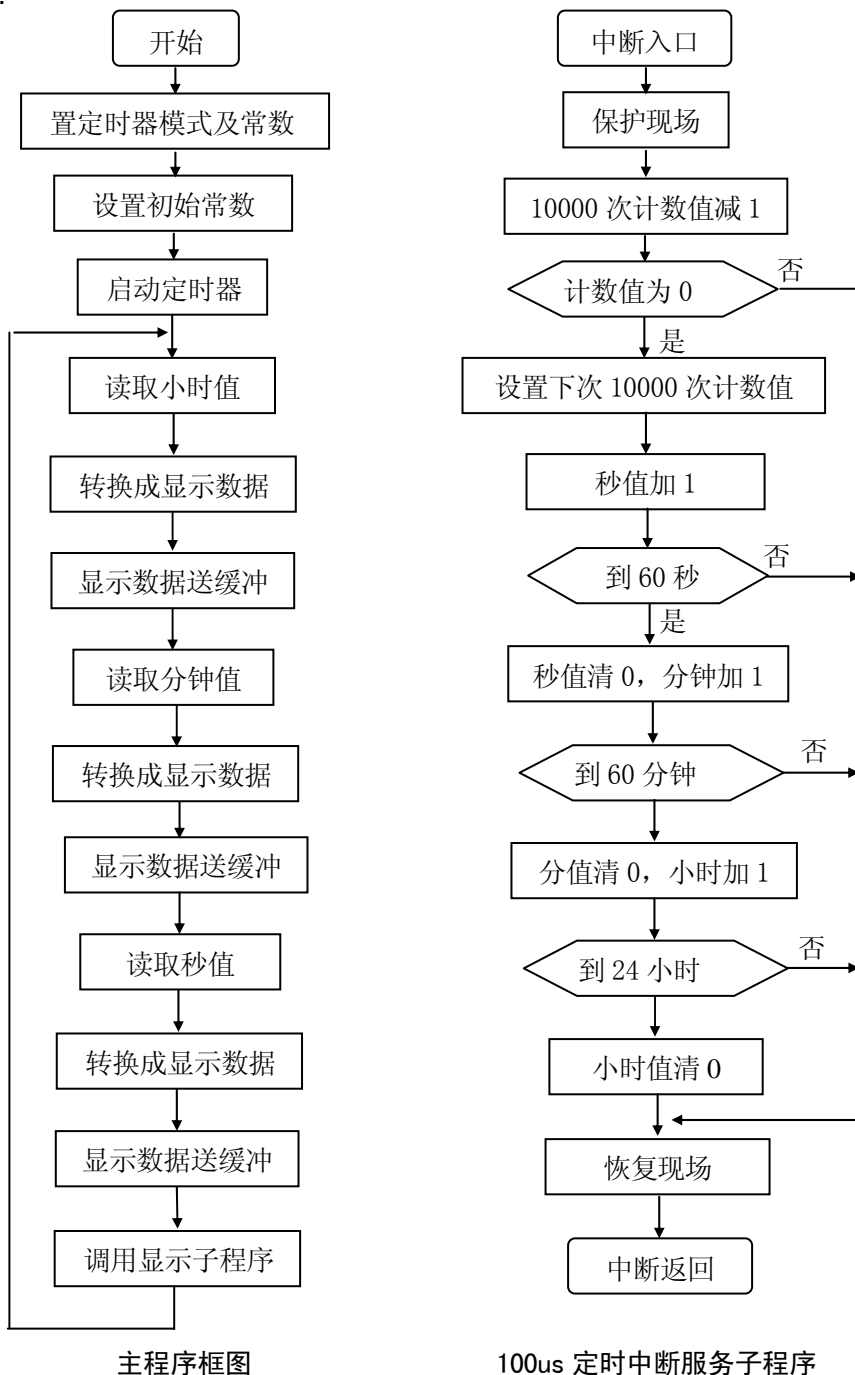 开始
置定时器模式及常数
设置初始常数
启动定时器
读取小时值
转换成显示数据
显示数据送缓冲
读取分钟值
转换成显示数据
显示数据送缓冲
读取秒值
转换成显示数据
显示数据送缓冲
调用显示子程序
主程序框图
中断入口
保护现场
10000 次计数值减 1
计数值为 0
否
是
设置下次 10000 次计数值
秒值加 1
到 60 秒
否
是
秒值清 0，分钟加 1
到 60 分钟
否
分值清 0，小时加 1
到 24 小时
否
小时值清 0
恢复现场
中断返回
100us 定时中断服务子程序